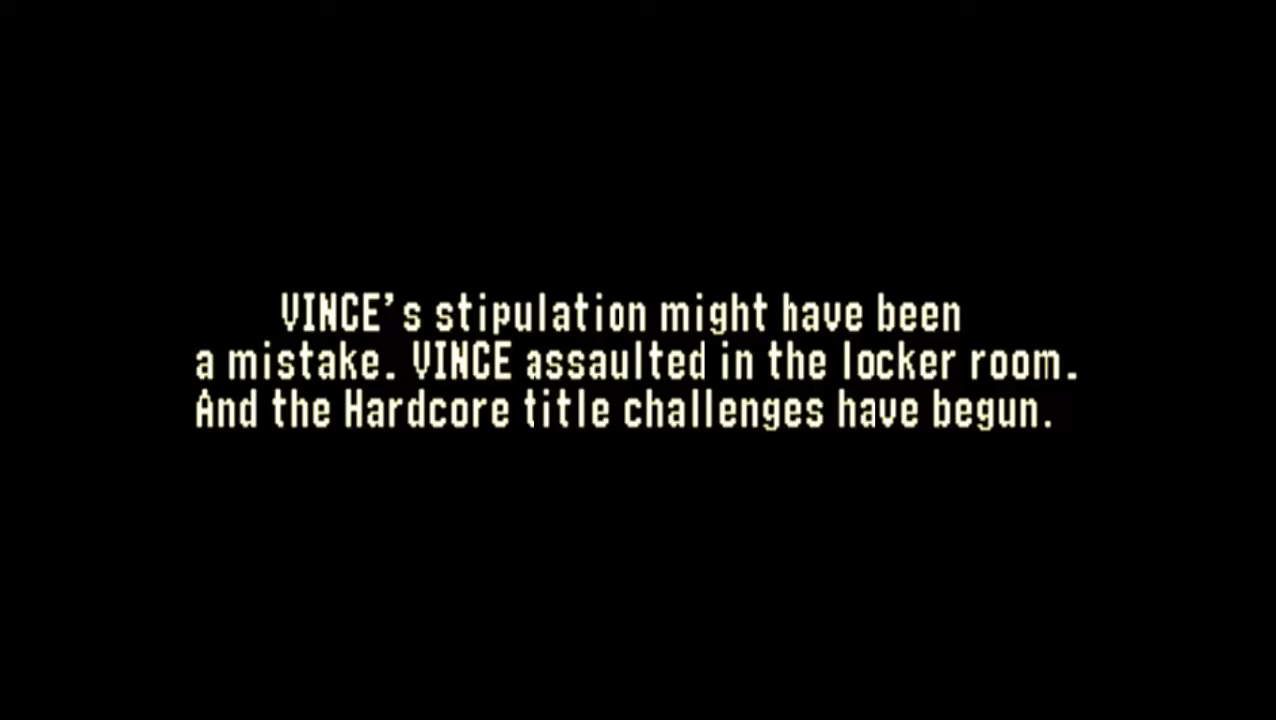 VINCE's stipulation might have been
a mistake. VINCE assaulted in the locker room.
And the Hardcore title challenges have begun.